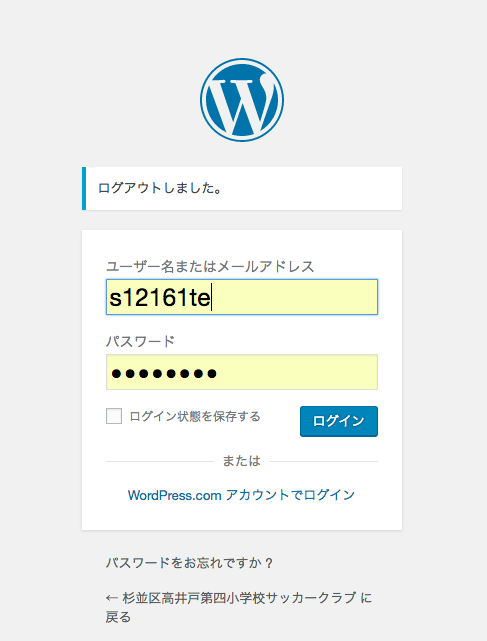 ログアウトしました。
ユーザー名またはメールアドレス
s12161te
パスワード
●●●●●●●●
ログイン状態を保存する
ログイン
または
WordPress.com アカウントでログイン
パスワードをお忘れですか ?
← 杉並区高井戸第四小学校サッカークラブ に
戻る